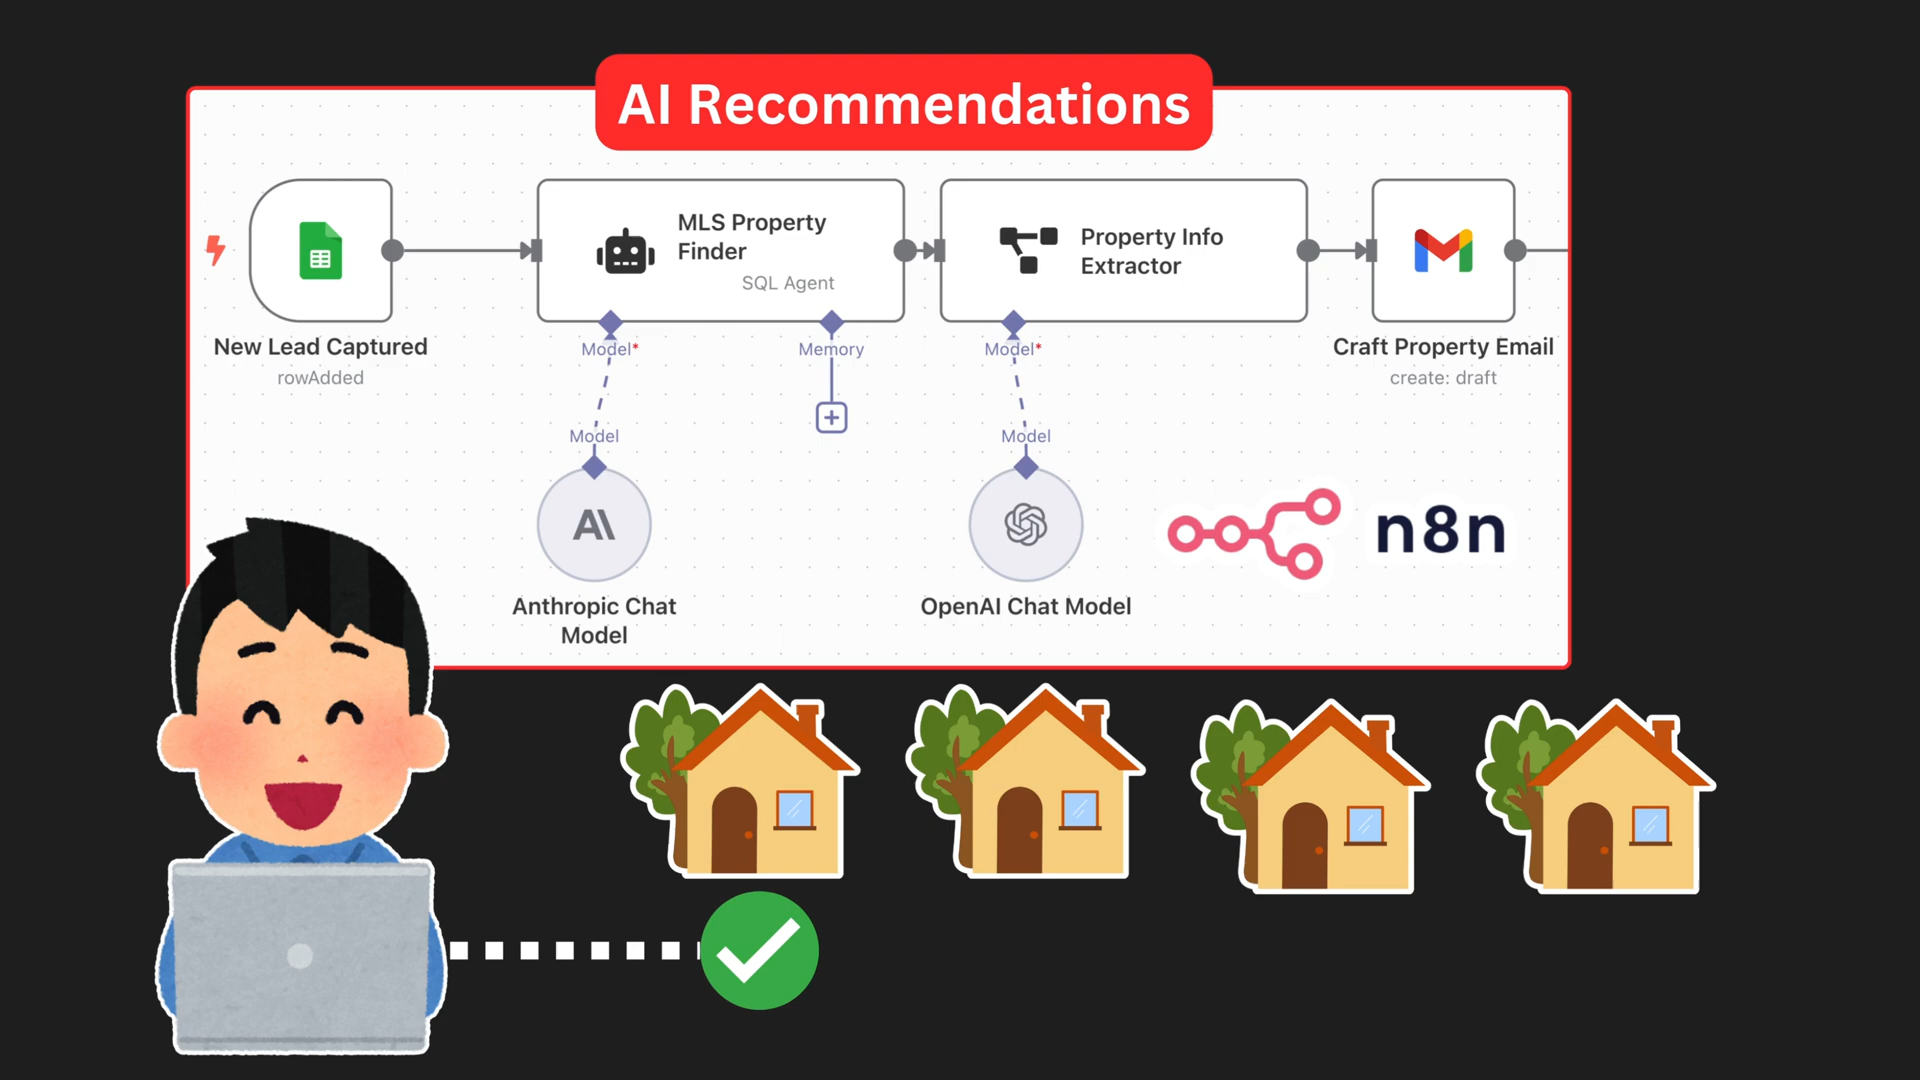 AI Recommendations
MLS Property
Finder
SQL Agent
Property Info
Extractor
New Lead Captured
rowAdded
Model*
Memory
Model*
Craft Property Email
create: draft
Model
Model
AI
n8n
Anthropic Chat
Model
OpenAI Chat Model